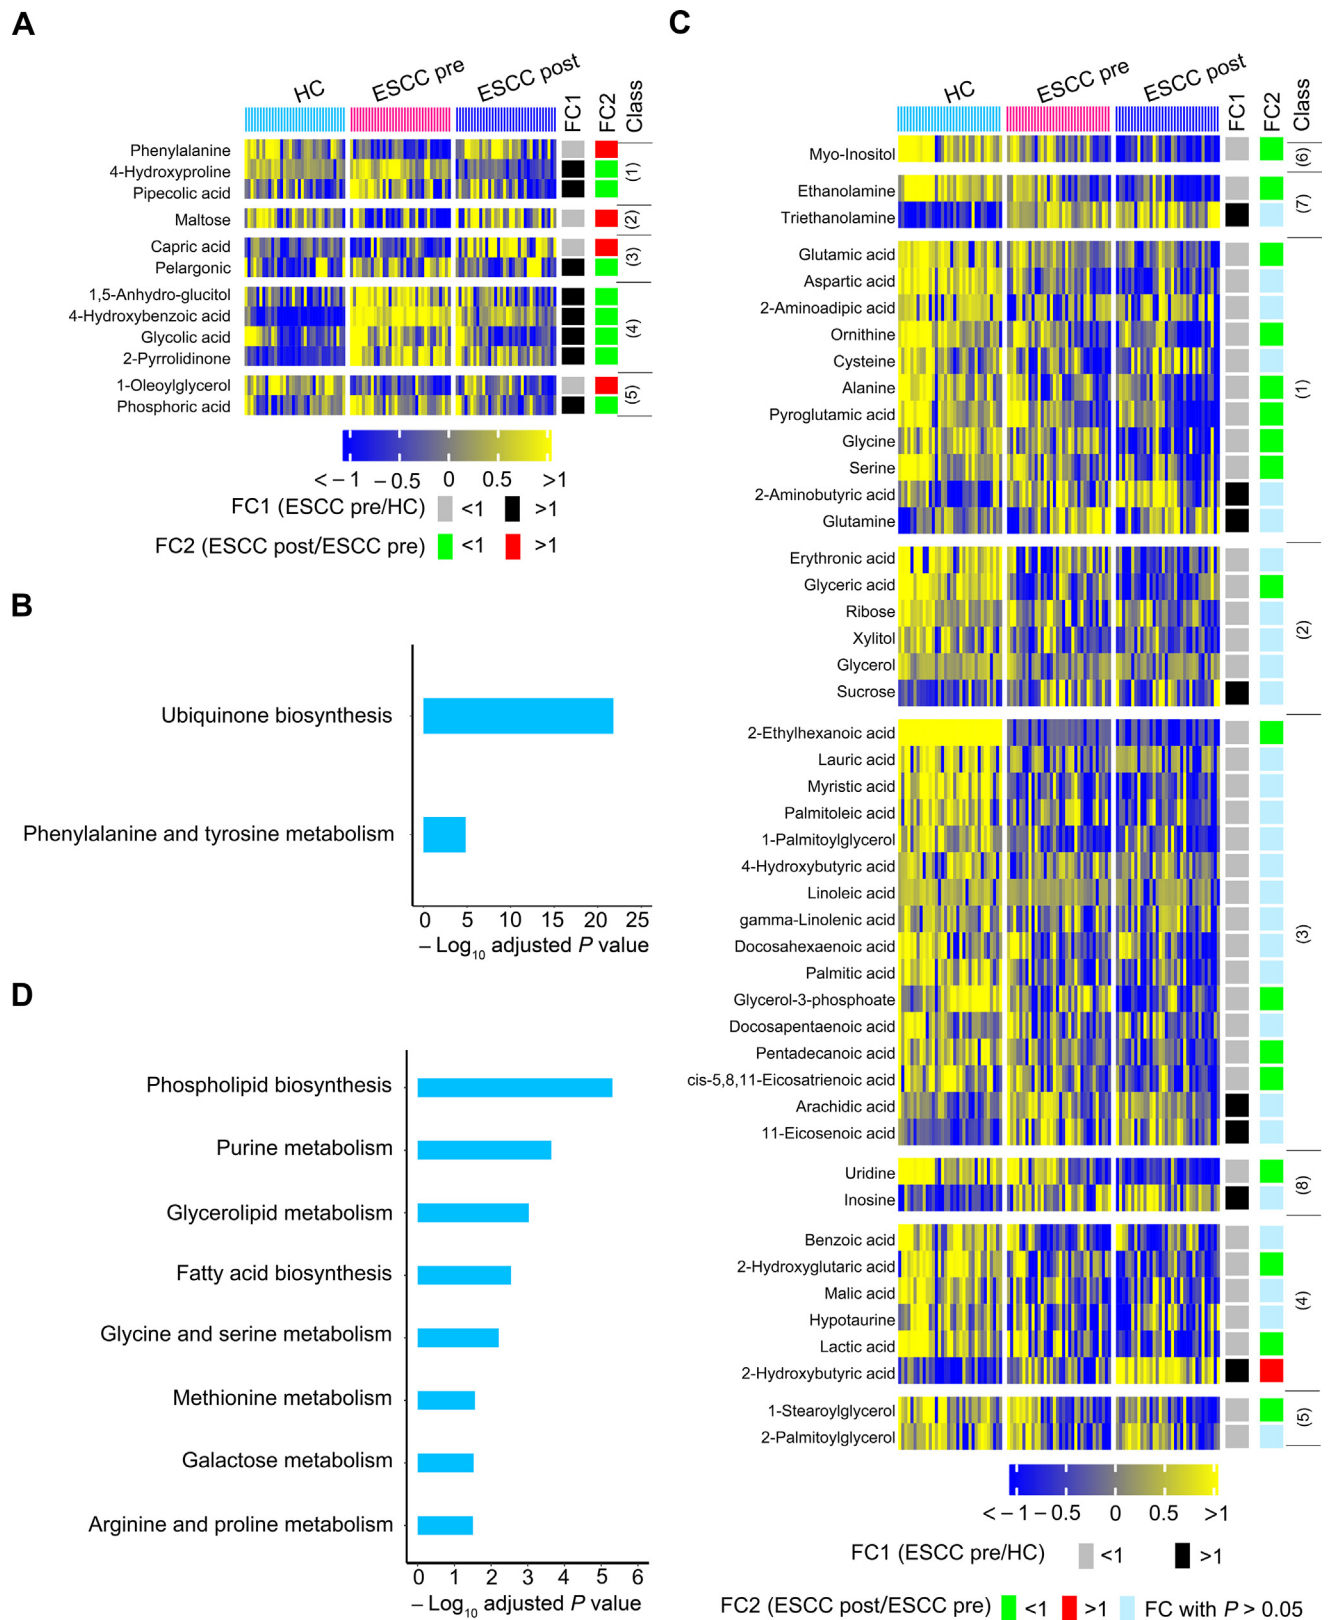 A
HC
ESCC pre
ESCC post
FC1
FC2
Class
Phenylalanine
4-Hydroxyproline
Pipecolic acid
(1)
Maltose
(2)
Capric acid
Pelargonic
(3)
1,5-Anhydro-glucitol
4-Hydroxybenzoic acid
Glycolic acid
2-Pyrrolidinone
(4)
1-Oleoylglycerol
Phosphoric acid
(5)
< – 1 – 0.5 0 0.5 >1
FC1 (ESCC pre/HC) <1 >1
FC2 (ESCC post/ESCC pre) <1 >1
B
Ubiquinone biosynthesis
Phenylalanine and tyrosine metabolism
0 5 10 15 20 25
– Log10 adjusted P value
D
Phospholipid biosynthesis
Purine metabolism
Glycerolipid metabolism
Fatty acid biosynthesis
Glycine and serine metabolism
Methionine metabolism
Galactose metabolism
Arginine and proline metabolism
0 1 2 3 4 5 6
– Log10 adjusted P value
C
HC
ESCC pre
ESCC post
FC1
FC2
Class
Myo-Inositol
(6)
Ethanolamine
Triethanolamine
(7)
Glutamic acid
Aspartic acid
2-Aminoadipic acid
Ornithine
Cysteine
Alanine
Pyroglutamic acid
Glycine
Serine
2-Aminobutyric acid
Glutamine
(1)
Erythronic acid
Glyceric acid
Ribose
Xylitol
Glycerol
Sucrose
(2)
2-Ethylhexanoic acid
Lauric acid
Myristic acid
Palmitoleic acid
1-Palmitoylglycerol
4-Hydroxybutyric acid
Linoleic acid
gamma-Linolenic acid
Docosahexaenoic acid
Palmitic acid
Glycerol-3-phosphoate
Docosapentaenoic acid
Pentadecanoic acid
cis-5,8,11-Eicosatrienoic acid
Arachidic acid
11-Eicosenoic acid
(3)
Uridine
Inosine
(8)
Benzoic acid
2-Hydroxyglutaric acid
Malic acid
Hypotaurine
Lactic acid
2-Hydroxybutyric acid
(4)
1-Stearoylglycerol
2-Palmitoylglycerol
(5)
< – 1 – 0.5 0 0.5 >1
FC1 (ESCC pre/HC) <1 >1
FC2 (ESCC post/ESCC pre) <1 >1 FC with P > 0.05